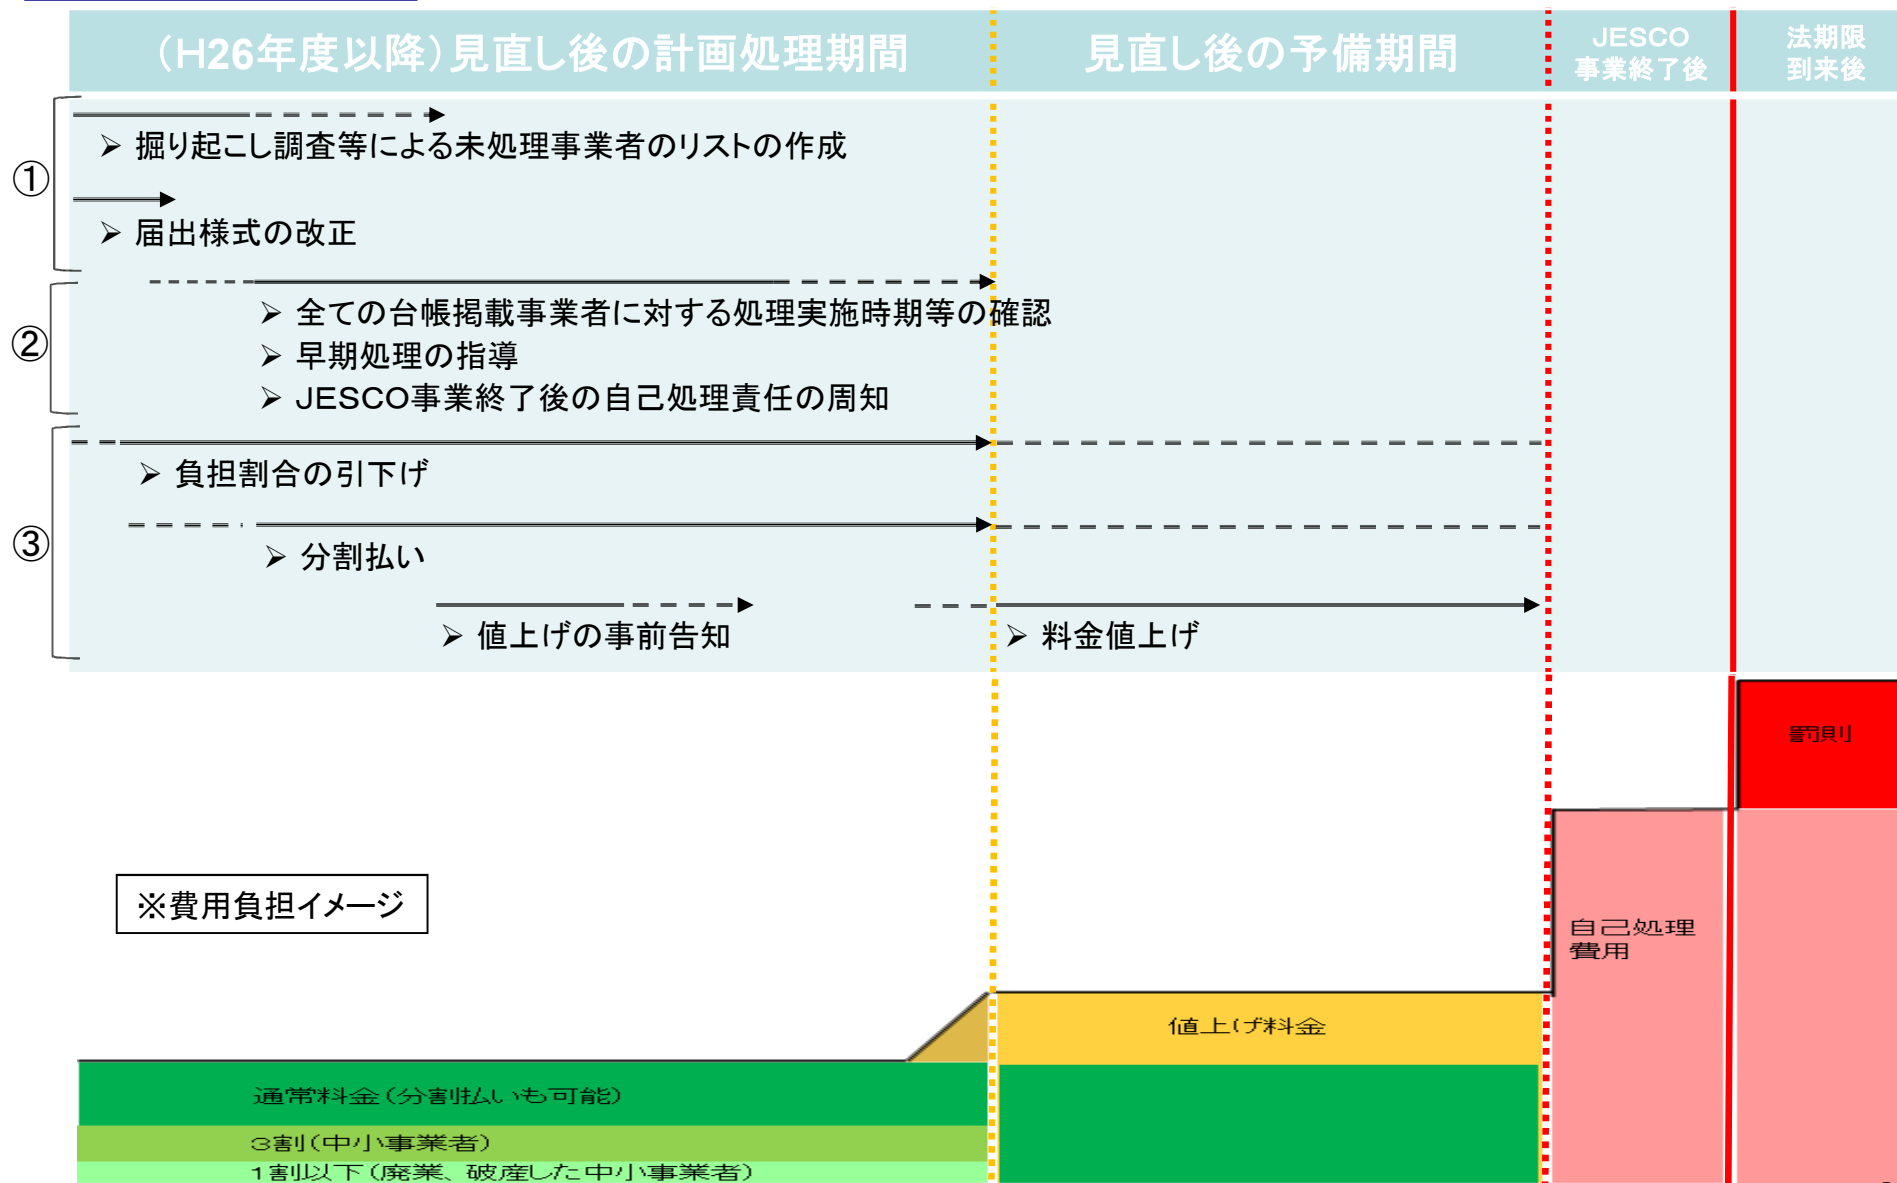 （H26年度以降）見直し後の計画処理期間
見直し後の予備期間
JESCO
事業終了後
法期限
到来後
①
➢ 掘り起こし調査等による未処理事業者のリストの作成
➢ 届出様式の改正
②
➢ 全ての台帳掲載事業者に対する処理実施時期等の確認
➢ 早期処理の指導
➢ JESCO事業終了後の自己処理責任の周知
③
➢ 負担割合の引下げ
➢ 分割払い
➢ 値上げの事前告知
➢ 料金値上げ
罰則
※費用負担イメージ
自己処理
費用
値上げ料金
通常料金（分割払いも可能）
3割（中小事業者）
1割以下（廃業、破産した中小事業者）